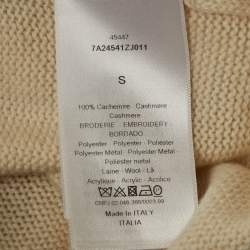 45447
7A24541ZJ011
S
100% Cachemire - Cashmere
Cashmere
BRODERIE - EMBROIDERY
BORDADO
Polyester - Polyester - Poliéster
Polyester Métal - Polyester Metal -
Poliester metal
Laine - Wool - Lã
Acrylique - Acrylic - Acrílico
Made in ITALY
ITALIA